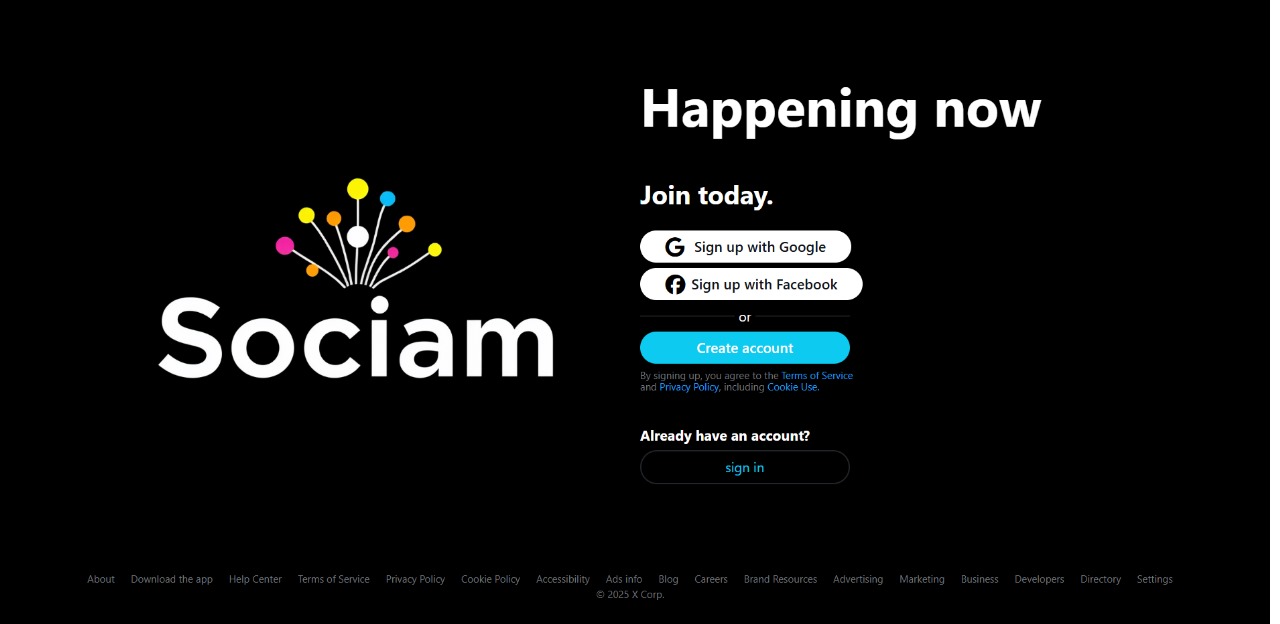 Happening now
Join today.
Sign up with Google
Sign up with Facebook
or
Create account
By signing up, you agree to the Terms of Service
and Privacy Policy, including Cookie Use.
Already have an account?
sign in
Sociam
About Download the app Help Center Terms of Service Privacy Policy Cookie Policy Accessibility Ads info Blog Careers Brand Resources Advertising Marketing Business Developers Directory Settings
© 2025 X Corp.